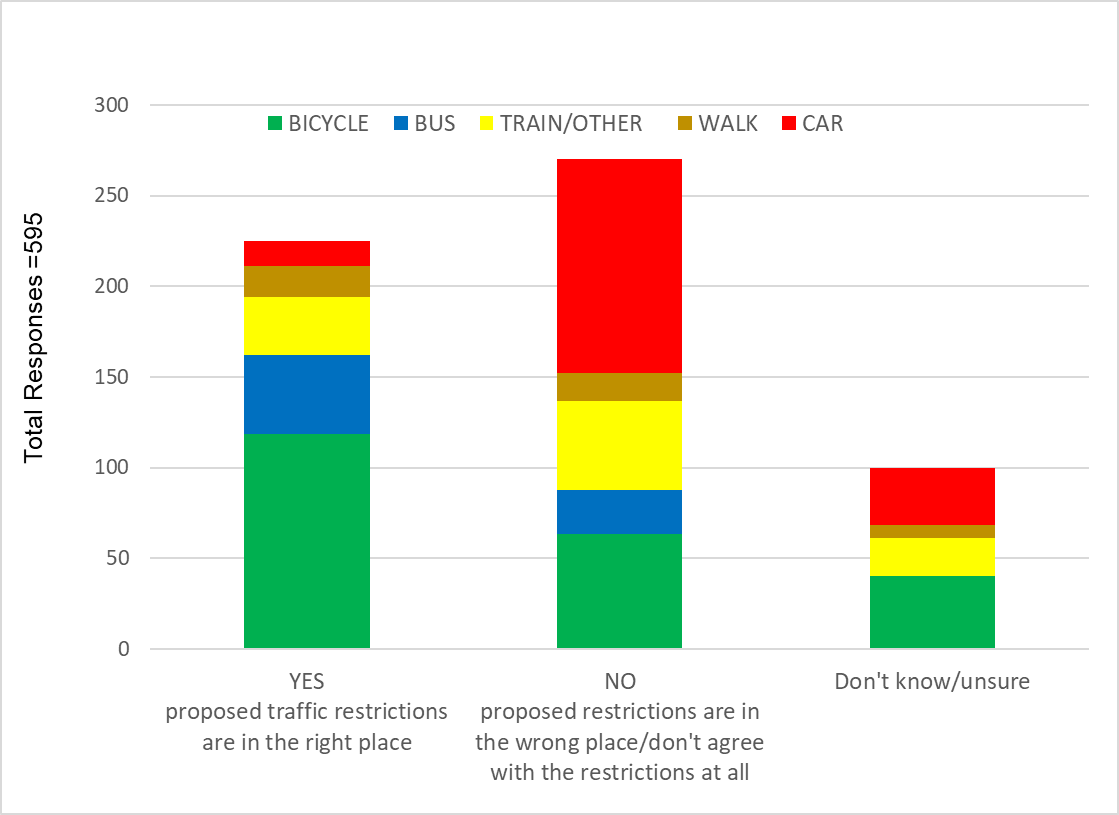 300
BICYCLE BUS TRAIN/OTHER WALK CAR
250
200
150
100
50
0
Total Responses =595
YES
proposed traffic restrictions
are in the right place
NO
proposed restrictions are in
the wrong place/don't agree
with the restrictions at all
Don't know/unsure